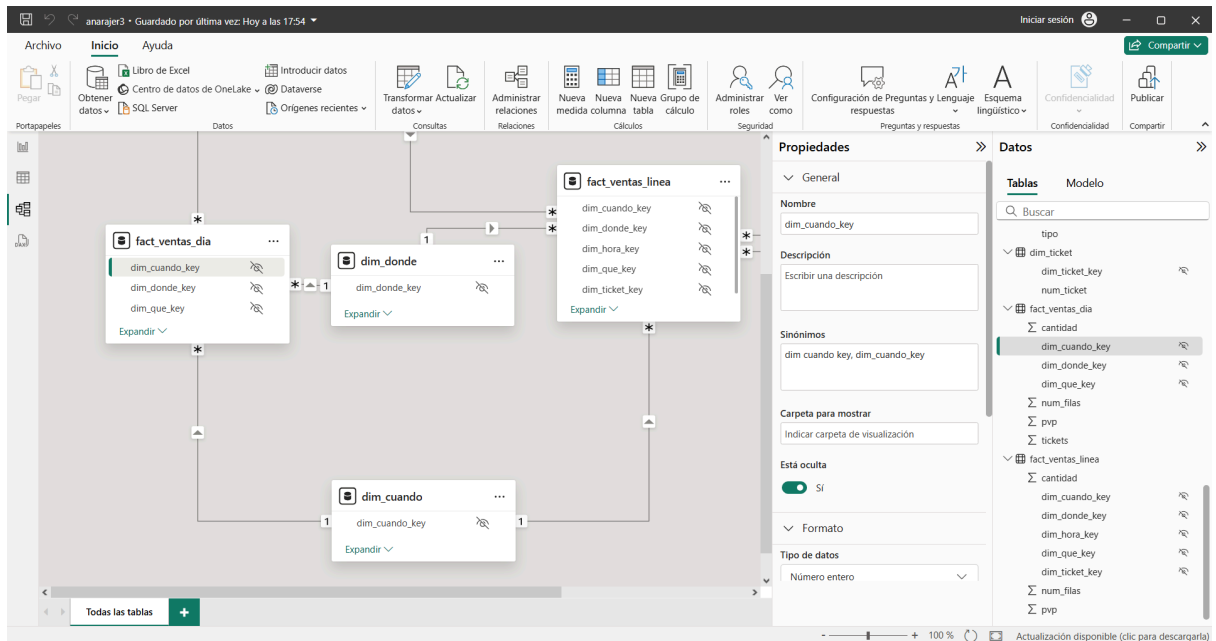 anarajer3 • Guardado por última vez: Hoy a las 17:54
Iniciar sesión
Archivo
Inicio
Ayuda
Compartir
Pegar
Portapapeles
Obtener datos
Libro de Excel
Centro de datos de OneLake
SQL Server
Introducir datos
Dataverse
Orígenes recientes
Datos
Transformar datos
Actualizar
Consultas
Administrar relaciones
Relaciones
Nueva medida
Nueva columna
Nueva tabla
Grupo de cálculo
Cálculos
Administrar roles
Ver como
Seguridad
Configuración de Preguntas y respuestas
Lenguaje
Esquema lingüístico
Preguntas y respuestas
Confidencialidad
Confidencialidad
Publicar
Compartir
fact_ventas_dia
dim_cuando_key
dim_donde_key
dim_que_key
Expandir
dim_donde
dim_donde_key
Expandir
fact_ventas_linea
dim_cuando_key
dim_donde_key
dim_hora_key
dim_que_key
dim_ticket_key
Expandir
dim_cuando
dim_cuando_key
Expandir
*
*
*
1
1
*
*
*
*
*
1
1
Todas las tablas
+
Propiedades
General
Nombre
dim_cuando_key
Descripción
Escribir una descripción
Sinónimos
dim cuando key, dim_cuando_key
Carpeta para mostrar
Indicar carpeta de visualización
Está oculta
Sí
Formato
Tipo de datos
Número entero
Datos
Tablas
Modelo
Buscar
tipo
dim_ticket
dim_ticket_key
num_ticket
fact_ventas_dia
∑ cantidad
dim_cuando_key
dim_donde_key
dim_que_key
∑ num_filas
∑ pvp
∑ tickets
fact_ventas_linea
∑ cantidad
dim_cuando_key
dim_donde_key
dim_hora_key
dim_que_key
dim_ticket_key
∑ num_filas
∑ pvp
- + 100 %
Actualización disponible (clic para descargarla)